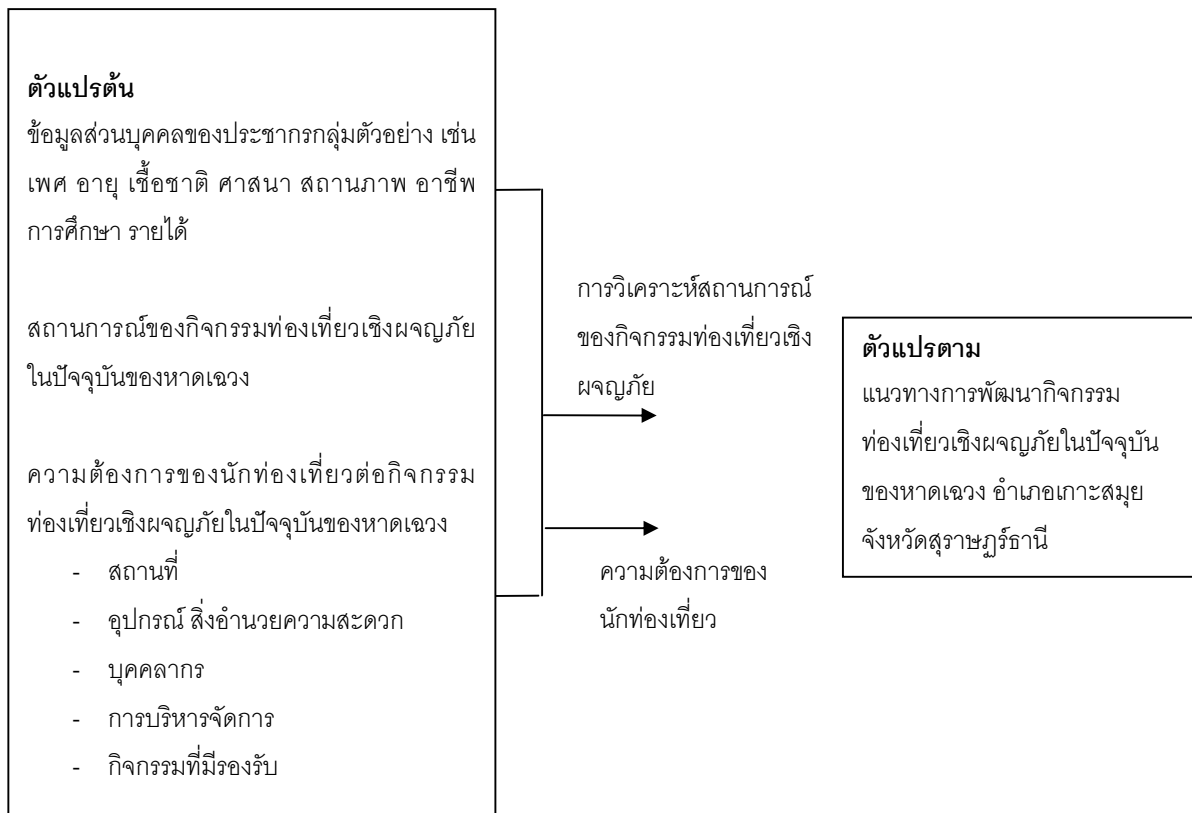 ตัวแปรต้น
ข้อมูลส่วนบุคคลของประชากรกลุ่มตัวอย่าง เช่น
เพศ อายุ เชื้อชาติ ศาสนา สถานภาพ อาชีพ
การศึกษา รายได้
สถานการณ์ของกิจกรรมท่องเที่ยวเชิงผจญภัย
ในปัจจุบันของหาดเฉวง
ความต้องการของนักท่องเที่ยวต่อกิจกรรม
ท่องเที่ยวเชิงผจญภัยในปัจจุบันของหาดเฉวง
- สถานที่
- อุปกรณ์ สิ่งอำนวยความสะดวก
- บุคคลากร
- การบริหารจัดการ
- กิจกรรมที่มีรองรับ
การวิเคราะห์สถานการณ์
ของกิจกรรมท่องเที่ยวเชิง
ผจญภัย
ความต้องการของ
นักท่องเที่ยว
ตัวแปรตาม
แนวทางการพัฒนากิจกรรม
ท่องเที่ยวเชิงผจญภัยในปัจจุบัน
ของหาดเฉวง อำเภอเกาะสมุย
จังหวัดสุราษฎร์ธานี